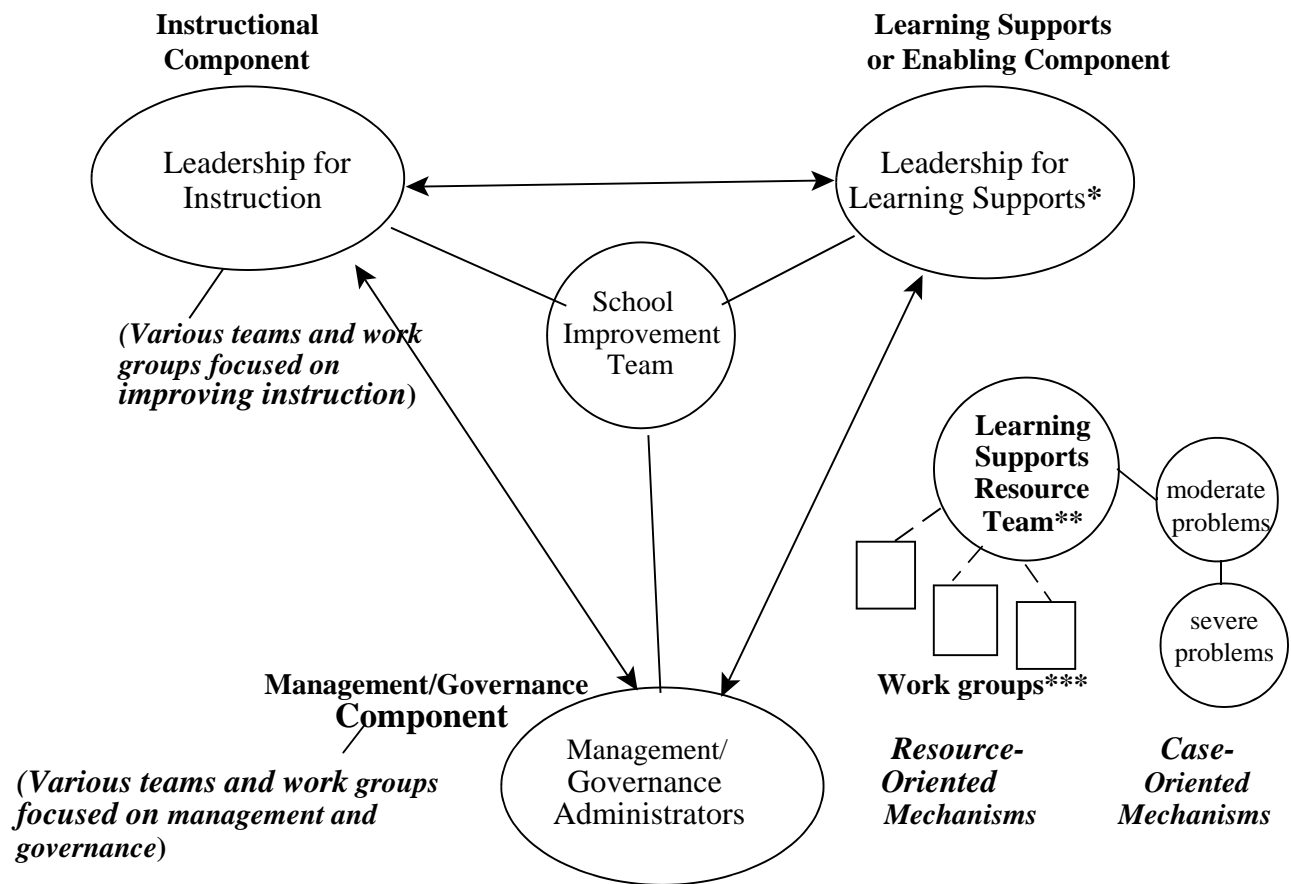 Instructional
Component
Learning Supports
or Enabling Component
Leadership for
Instruction
Leadership for
Learning Supports*
School
Improvement
Team
(Various teams and work
groups focused on
improving instruction)
Learning
Supports
Resource
Team**
moderate
problems
severe
problems
Work groups***
Management/Governance
Component
Management/
Governance
Administrators
(Various teams and work groups
focused on management and
governance)
Resource-
Oriented
Mechanisms
Case-
Oriented
Mechanisms